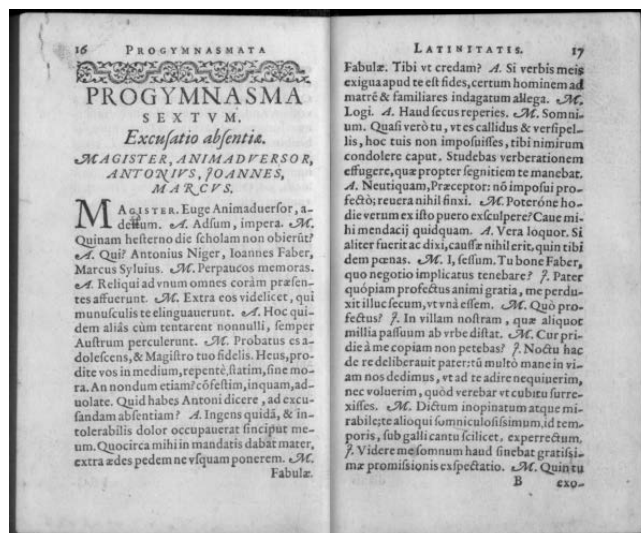 16 PROGYMNASMATA
PROGYMNASMA
SEXTVM.
Excusatio absentiæ.
MAGISTER, ANIMADVERSOR,
ANTONIVS, JOANNES,
MARCVS.
MAGISTER. Euge Animaduersor, a-
desdum. A. Adsum, impera. M.
Quinam hesterno die scholam non obierũt?
A. Qui? Antonius Niger, Ioannes Faber,
Marcus Syluius. M. Perpaucos memoras.
A. Reliqui ad vnum omnes corã præsen-
tes affuerunt. M. Extra eos videlicet, qui
munusculis te elinguauerunt. A. Hoc qui-
dem aliâs cùm tentarent nonnulli, semper
Austrum perculerunt. M. Probatus es a-
dolescens, & Magistro tuo fidelis. Heus, pro-
dite vos in medium, repentè, statim, sine mo-
ra. An nondum etiam? cõfestim, inquam, ad-
uolate. Quid habes Antoni dicere, ad excu-
sandam absentiam? A. Ingens quidã, & in-
tolerabilis dolor occupauerat sinciput me-
um. Quocirca mihi in mandatis dabat mater,
extra ædes pedem ne vsquam ponerem. M.
Fabulæ.
LATINITATIS. 17
Fabulæ. Tibi vt credam? A. Si verbis meis
exigua apud te est fides, certum hominem ad
matrẽ & familiares indagatum allega. M.
Logi. A. Haud secus reperies. M. Somni-
um. Quasi verò tu, vt es callidus & versipel-
lis, hoc tuis non imposuisses, tibi nimirum
condolere caput. Studebas verberationem
effugere, quæ propter segnitiem te manebat.
A. Neutiquam, Præceptor: nõ imposui pro-
fectò; reuera nihil finxi. M. Poteróne ho-
die verum ex isto puero exsculpere? Caue mi-
hi mendacij quidquam. A. Vera loquor. Si
aliter fuerit ac dixi, caussæ nihil erit, quin tibi
dem pœnas. M. I, sessum. Tu bone Faber,
quo negotio implicatus tenebare? J. Pater
quópiam profectus animi gratia, me perdu-
xit illuc secum, vt vnà essem. M. Quò pro-
fectus? J. In villam nostram, quæ aliquot
millia passuum ab vrbe distat. M. Cur pri-
die à me copiam non petebas? J. Noctu hac
de re deliberauit pater: tũ multò mane in vi-
am nos dedimus, vt ad te adire nequiuerim,
nec voluerim, quòd verebar vt cubitu surre-
xisses. M. Dictum inopinatum atque mi-
rabile; te alioqui somniculosissimum, id tem-
poris, sub galli cantu scilicet, experrectum.
J. Videre me somnum haud sinebat gratissi-
mæ promissionis exspectatio. M. Quin tu
B exo-